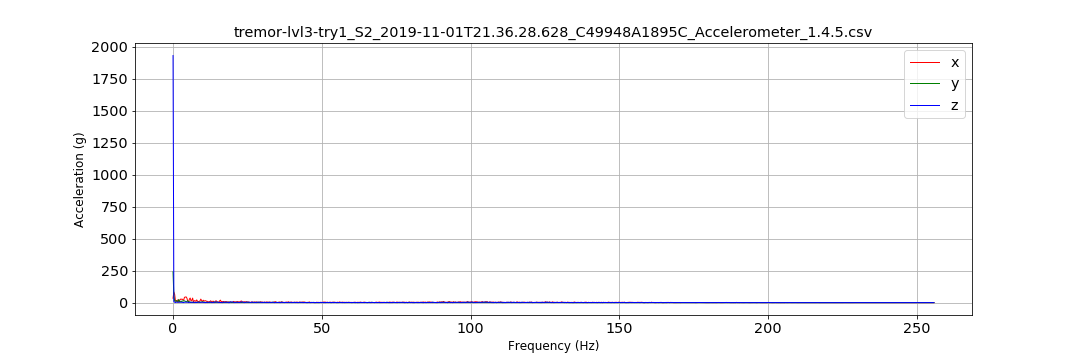 tremor-lvl3-try1_S2_2019-11-01T21.36.28.628_C49948A1895C_Accelerometer_1.4.5.csv
2000
1750
1500
1250
1000
750
500
250
0
Acceleration (g)
x
y
z
0 50 100 150 200 250
Frequency (Hz)